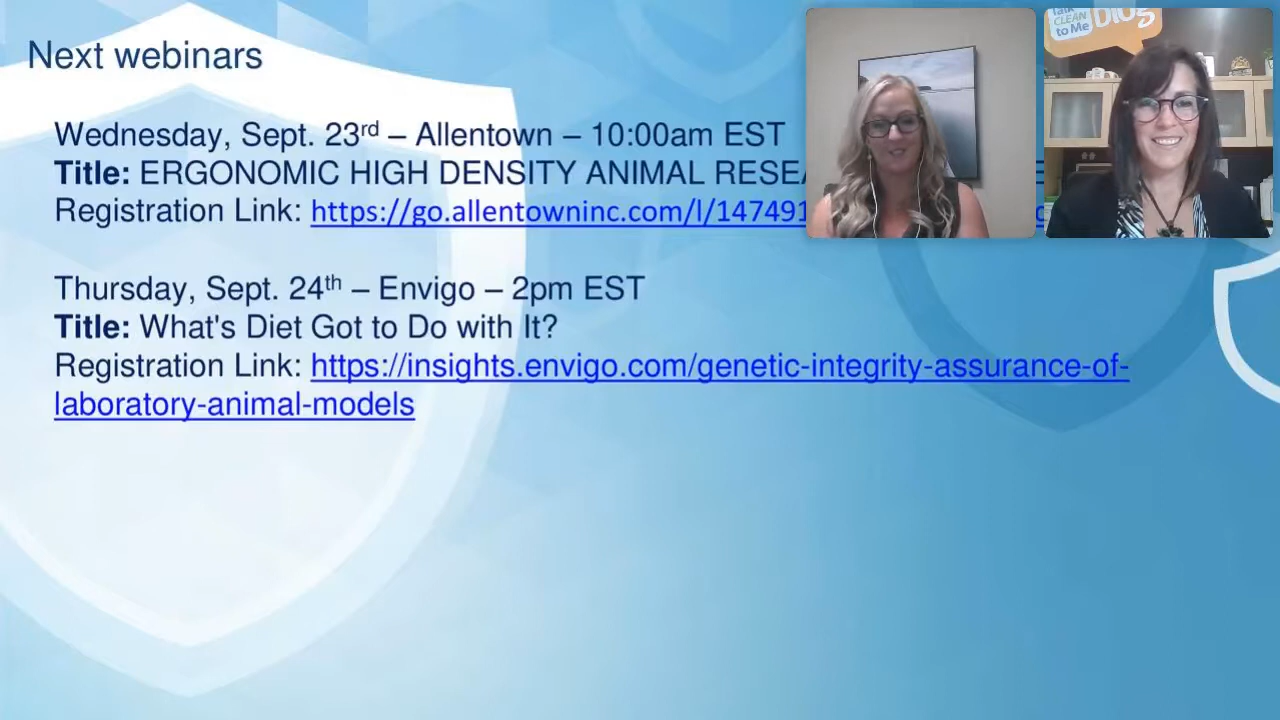 Next webinars
Talk
CLEAN
to Me
Blog
Wednesday, Sept. 23rd – Allentown – 10:00am EST
Title: ERGONOMIC HIGH DENSITY ANIMAL
Registration Link: https://go.allentowninc.com/l/147491
Thursday, Sept. 24th – Envigo – 2pm EST
Title: What's Diet Got to Do with It?
Registration Link: https://insights.envigo.com/genetic-integrity-assurance-of-
laboratory-animal-models